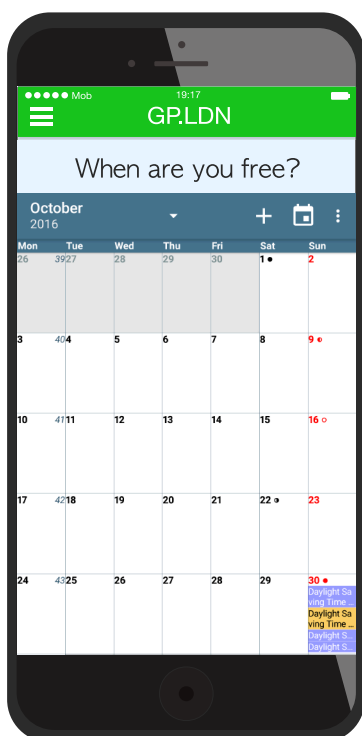 Mob 19:17
GP.LDN
When are you free?
October
2016
Mon Tue Wed Thu Fri Sat Sun
26 39 27 28 29 30 1 2
3 40 4 5 6 7 8 9
10 41 11 12 13 14 15 16
17 42 18 19 20 21 22 23
24 43 25 26 27 28 29 30
Daylight Sa
ving Time ...
Daylight Sa
ving Time ...
Daylight S...
Daylight S...